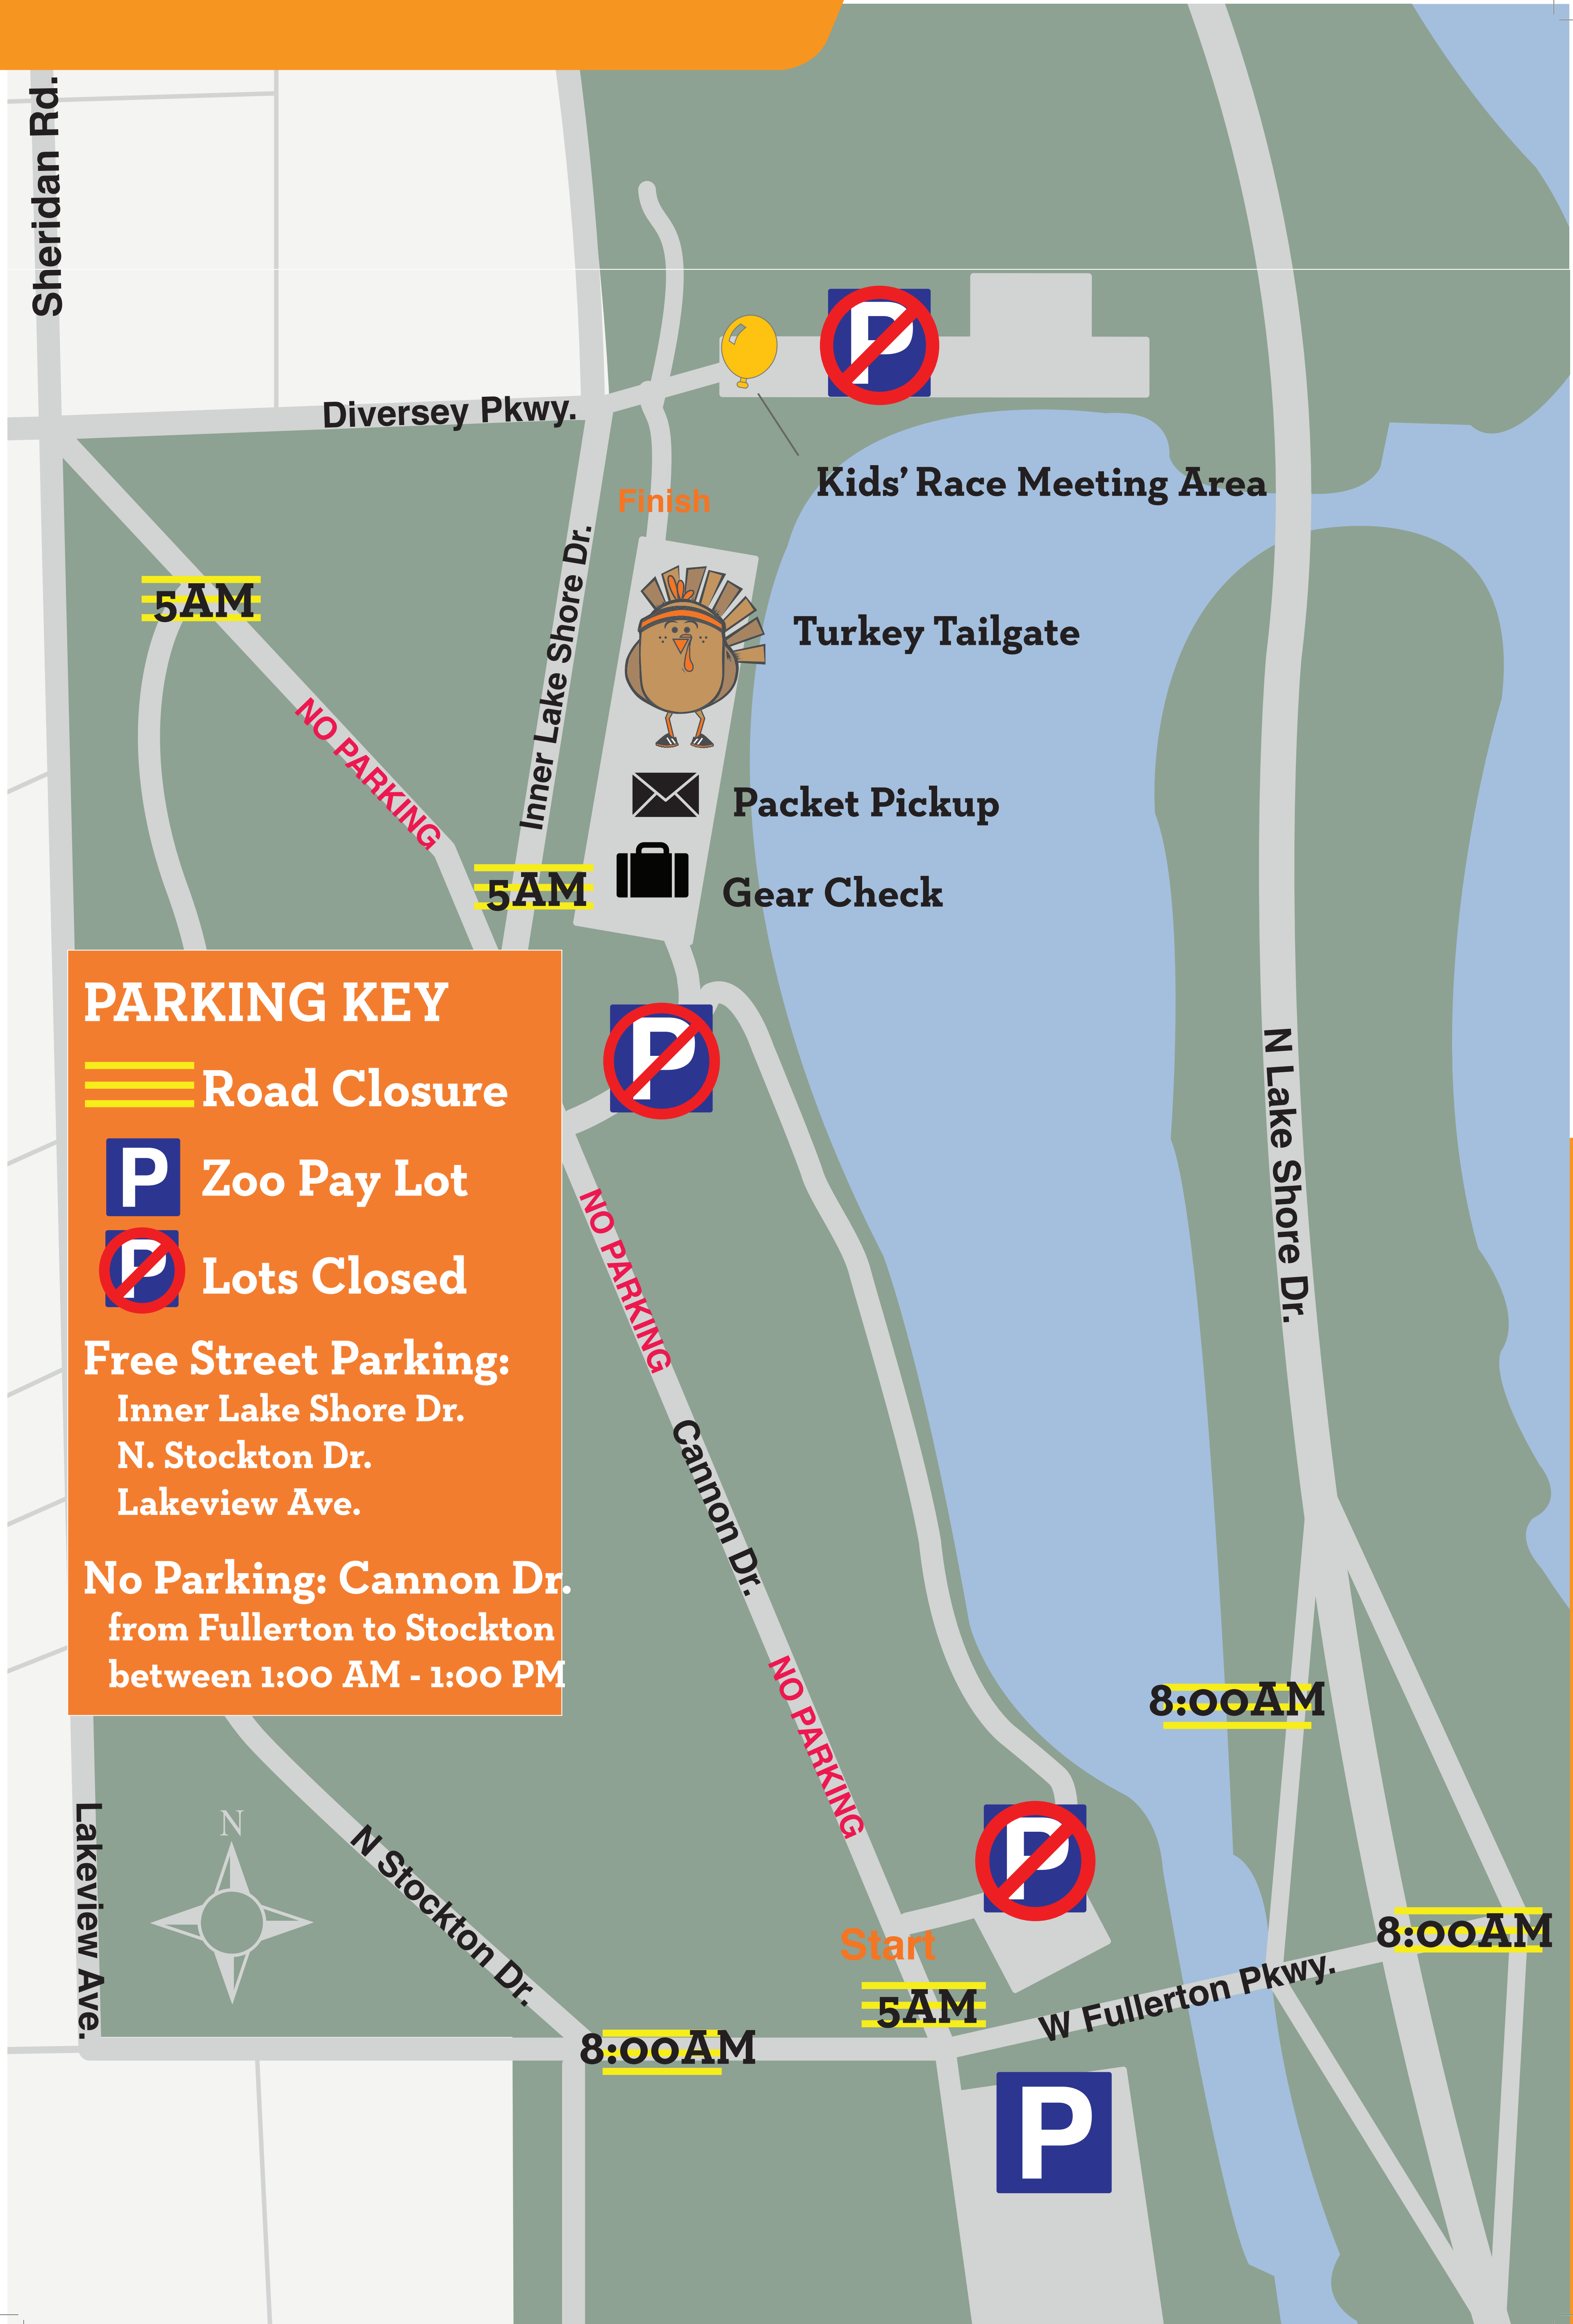 Sheridan Rd.
P
Diversey Pkwy.
Kids' Race Meeting Area
Finish
5AM
Turkey Tailgate
Inner Lake Shore Dr.
NO PARKING
Packet Pickup
5AM
Gear Check
PARKING KEY
Road Closure
P Zoo Pay Lot
P Lots Closed
Free Street Parking:
Inner Lake Shore Dr.
N. Stockton Dr.
Lakeview Ave.
No Parking: Cannon Dr.
from Fullerton to Stockton
between 1:00 AM - 1:00 PM
P
N Lake Shore Dr.
NO PARKING
Cannon Dr.
NO PARKING
8:00AM
Lakeview Ave.
N
N Stockton Dr.
P
Start
8:00AM
5AM
W Fullerton Pkwy.
8:00AM
P